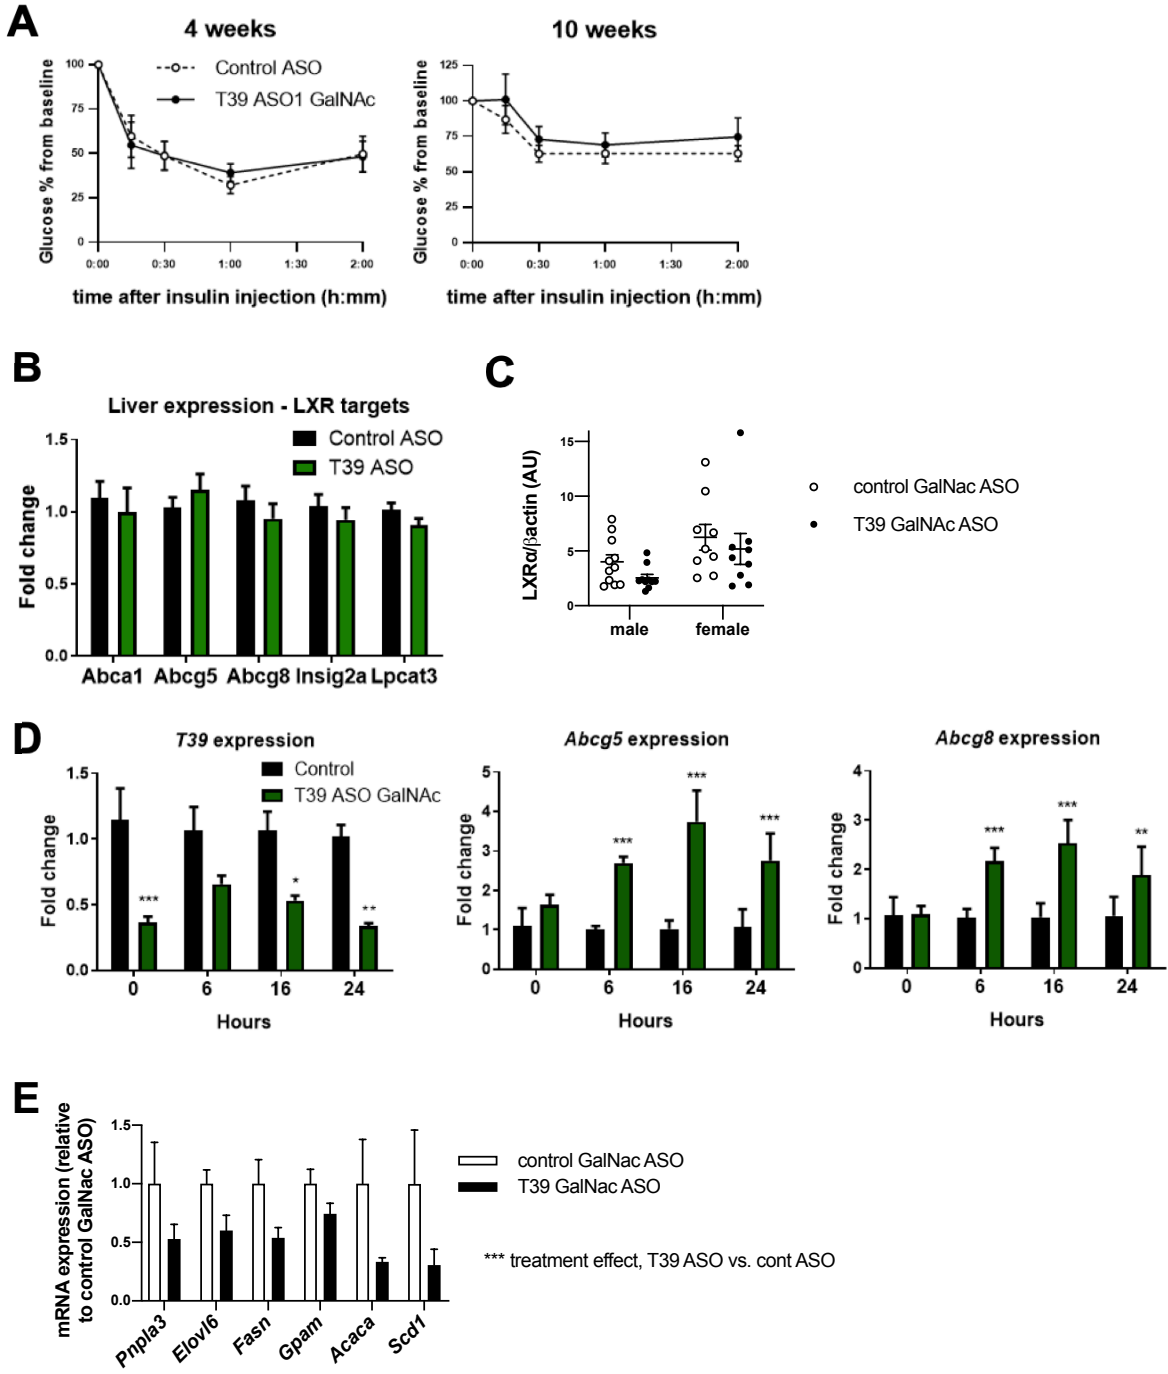 A
4 weeks
10 weeks
Glucose % from baseline
100
75
50
25
0
Control ASO
T39 ASO1 GalNAc
0:00 0:30 1:00 1:30 2:00
time after insulin injection (h:mm)
Glucose % from baseline
125
100
75
50
25
0
0:00 0:30 1:00 1:30 2:00
time after insulin injection (h:mm)
B
Liver expression - LXR targets
Control ASO
T39 ASO
Fold change
1.5
1.0
0.5
0.0
Abca1 Abcg5 Abcg8 Insig2a Lpcat3
C
LXRα/βactin (AU)
15
10
5
0
male female
control GalNac ASO
T39 GalNAc ASO
D
T39 expression
Control
T39 ASO GalNAc
Fold change
1.5
1.0
0.5
0.0
***
*
**
0 6 16 24
Hours
Abcg5 expression
Fold change
5
4
3
2
1
0
***
***
***
0 6 16 24
Hours
Abcg8 expression
Fold change
4
3
2
1
0
***
***
**
0 6 16 24
Hours
E
mRNA expression (relative
to control GalNac ASO)
1.5
1.0
0.5
0.0
Pnpla3 Elovl6 Fasn Gpam Acaca Scd1
control GalNac ASO
T39 GalNac ASO
*** treatment effect, T39 ASO vs. cont ASO